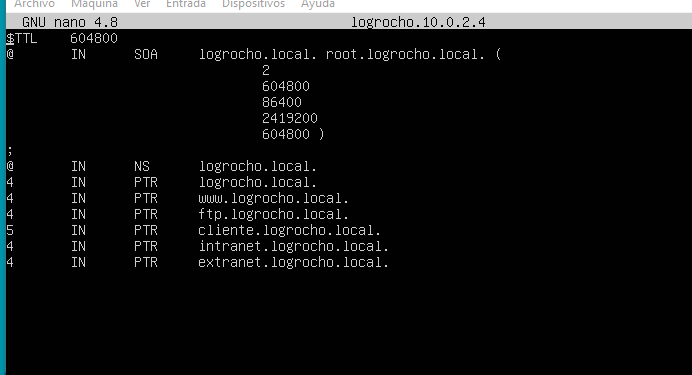 Archivo Máquina Ver Entrada Dispositivos Ayuda
GNU nano 4.8 logrocho.10.0.2.4
$TTL 604800
@ IN SOA logrocho.local. root.logrocho.local. (
2
604800
86400
2419200
604800 )
;
@ IN NS logrocho.local.
4 IN PTR logrocho.local.
4 IN PTR www.logrocho.local.
4 IN PTR ftp.logrocho.local.
5 IN PTR cliente.logrocho.local.
4 IN PTR intranet.logrocho.local.
4 IN PTR extranet.logrocho.local.